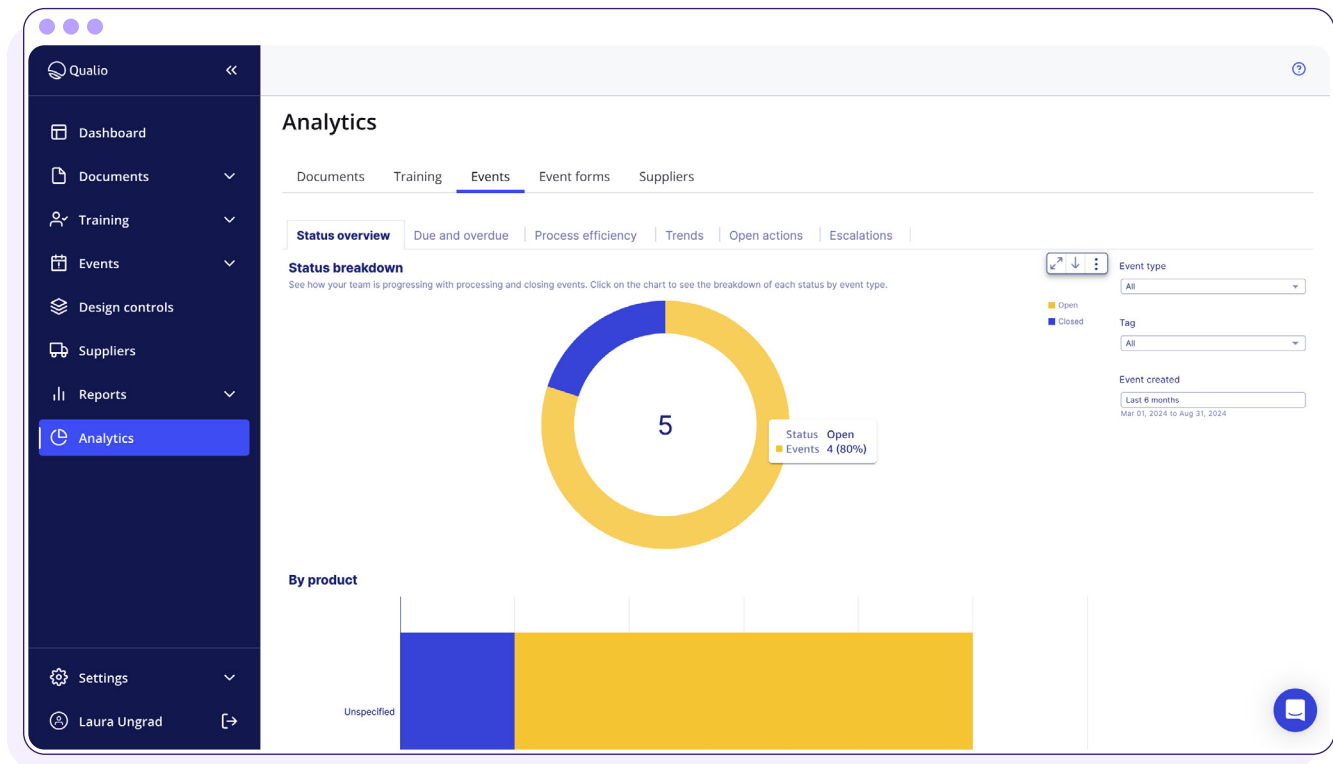 Qualio
Dashboard
Documents
Training
Events
Design controls
Suppliers
Reports
Analytics
Settings
Laura Ungrad
Analytics
Documents Training Events Event forms Suppliers
Status overview Due and overdue Process efficiency Trends Open actions Escalations
Status breakdown
See how your team is progressing with processing and closing events. Click on the chart to see the breakdown of each status by event type.
Open
Closed
Event type
All
Tag
All
Event created
Last 6 months
Mar 01, 2024 to Aug 31, 2024
5
Status Open
Events 4 (80%)
By product
Unspecified